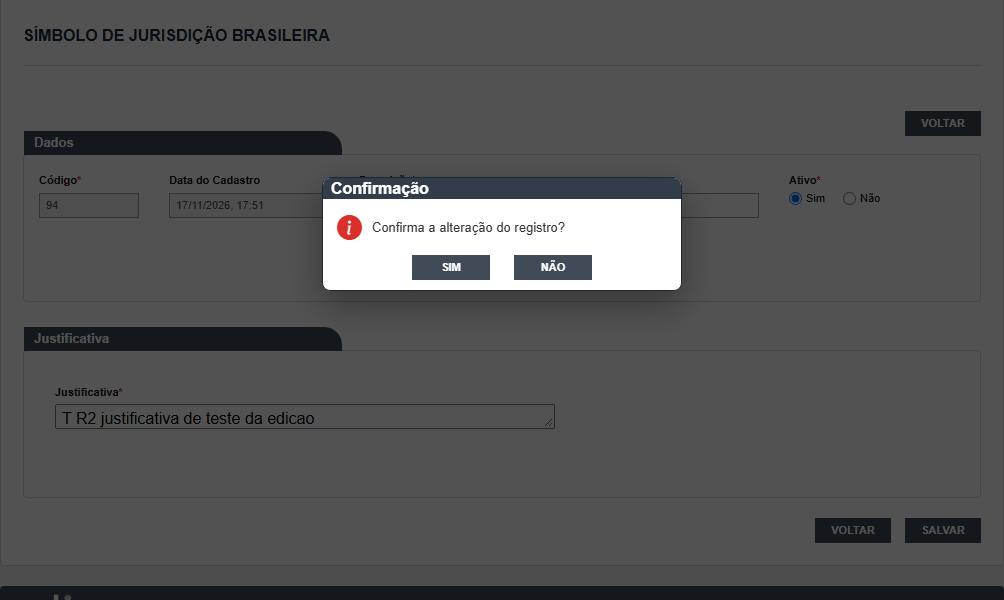 SÍMBOLO DE JURISDIÇÃO BRASILEIRA
VOLTAR
Dados
Código*
Data do Cadastro
Ativo*
94
17/11/2026, 17:51
Sim
Não
Confirmação
i
Confirma a alteração do registro?
SIM
NÃO
Justificativa
Justificativa*
T R2 justificativa de teste da edicao
VOLTAR
SALVAR